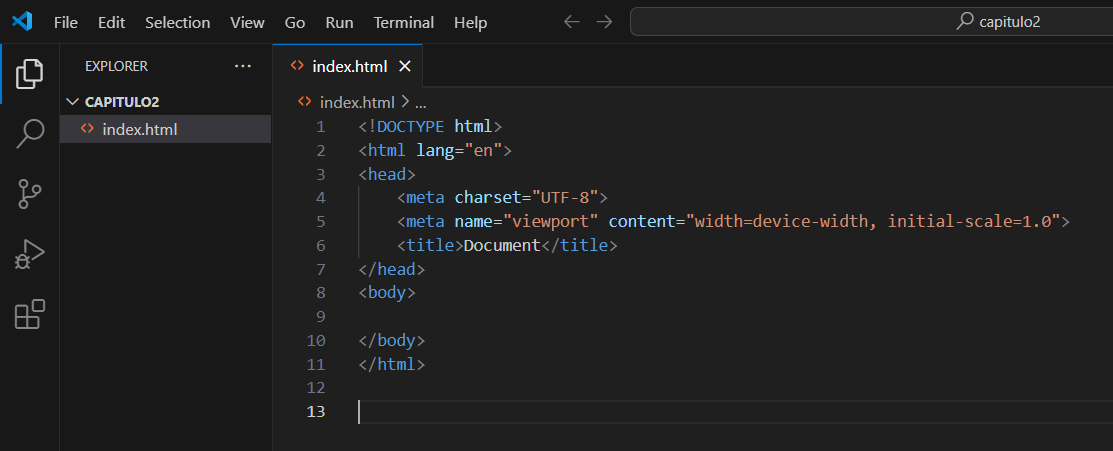 File Edit Selection View Go Run Terminal Help capitulo2
EXPLORER ...
CAPITULO2
index.html
index.html
index.html > ...
1 <!DOCTYPE html>
2 <html lang="en">
3 <head>
4     <meta charset="UTF-8">
5     <meta name="viewport" content="width=device-width, initial-scale=1.0">
6     <title>Document</title>
7 </head>
8 <body>
9
10 </body>
11 </html>
12
13